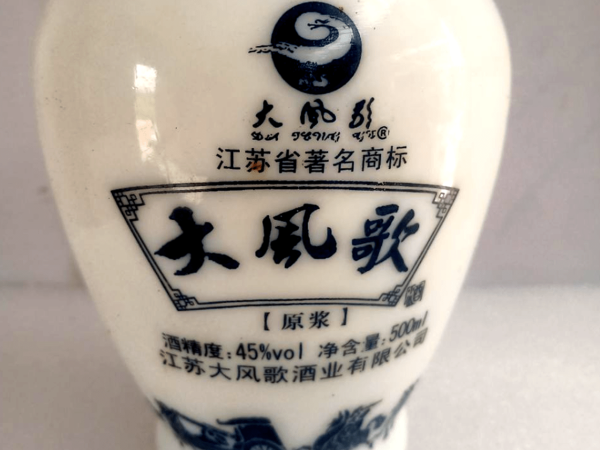 大風歌
®
江苏省著名商标
大風歌
【原浆】
酒精度:45%vol 净含量:500ml
江苏大风歌酒业有限公司